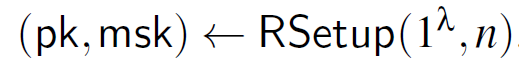 (pk,msk) ← RSetup(1^λ,n).